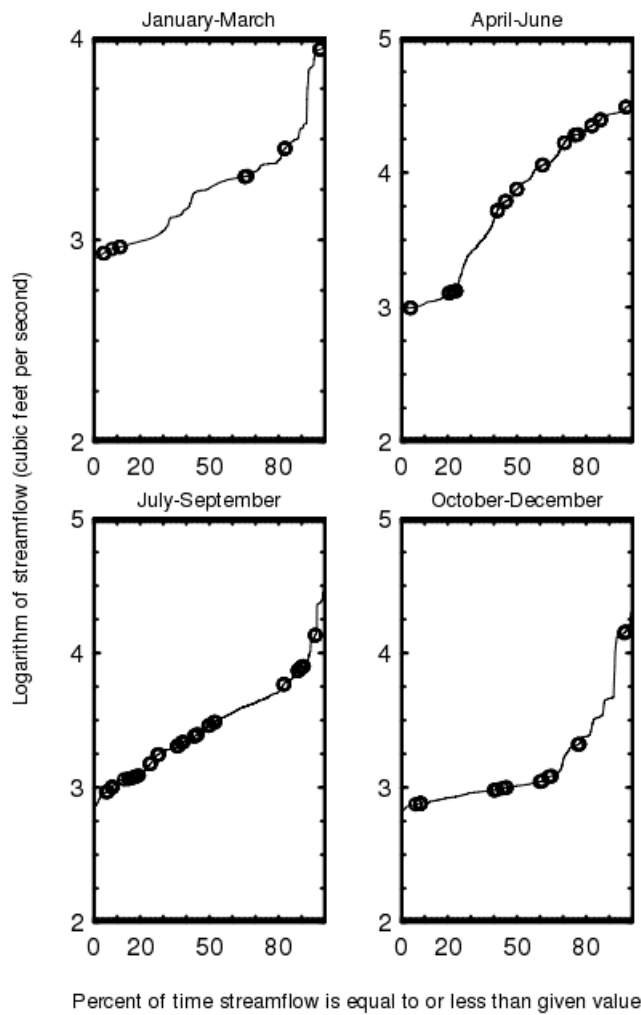 January-March
4
3
2
0 20 50 80
April-June
5
4
3
2
0 20 50 80
Logarithm of streamflow (cubic feet per second)
July-September
5
4
3
2
0 20 50 80
October-December
5
4
3
2
0 20 50 80
Percent of time streamflow is equal to or less than given value